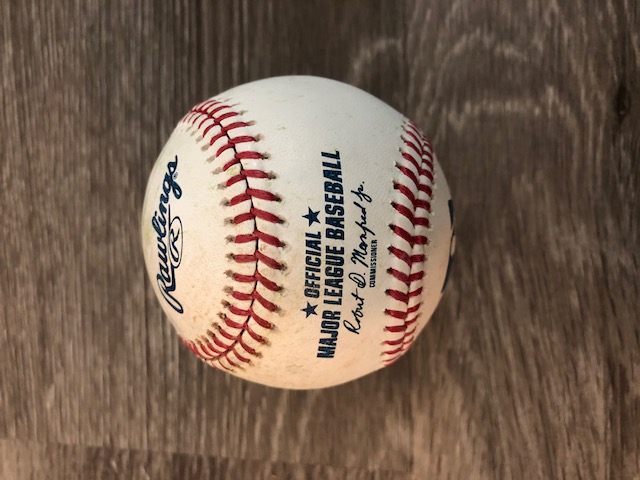 Rawlings
R
★ OFFICIAL ★
MAJOR LEAGUE BASEBALL
Robert D. Manfred Jr.
COMMISSIONER